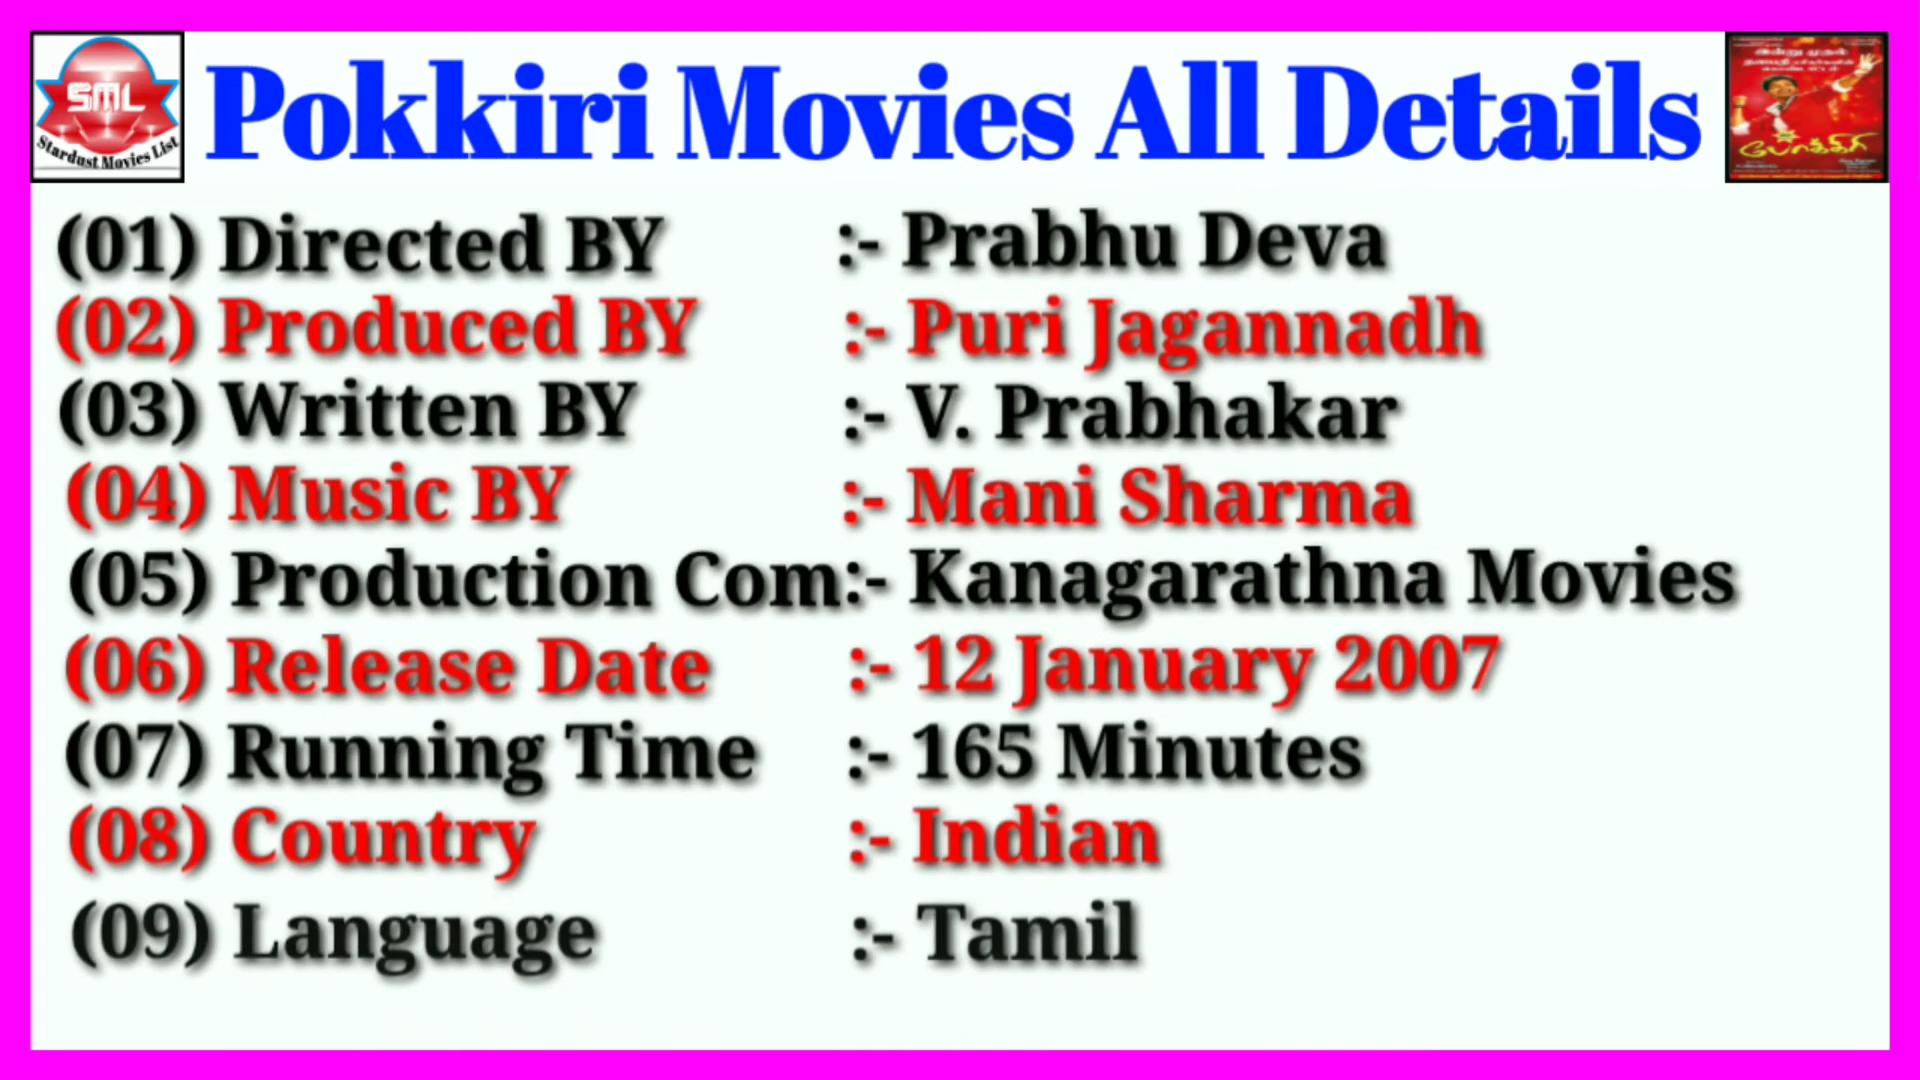 SML
Stardust Movies List
Pokkiri Movies All Details
இன்று முதல்
போக்கிரி
(01) Directed BY :- Prabhu Deva
(02) Produced BY :- Puri Jagannadh
(03) Written BY :- V. Prabhakar
(04) Music BY :- Mani Sharma
(05) Production Com:- Kanagarathna Movies
(06) Release Date :- 12 January 2007
(07) Running Time :- 165 Minutes
(08) Country :- Indian
(09) Language :- Tamil